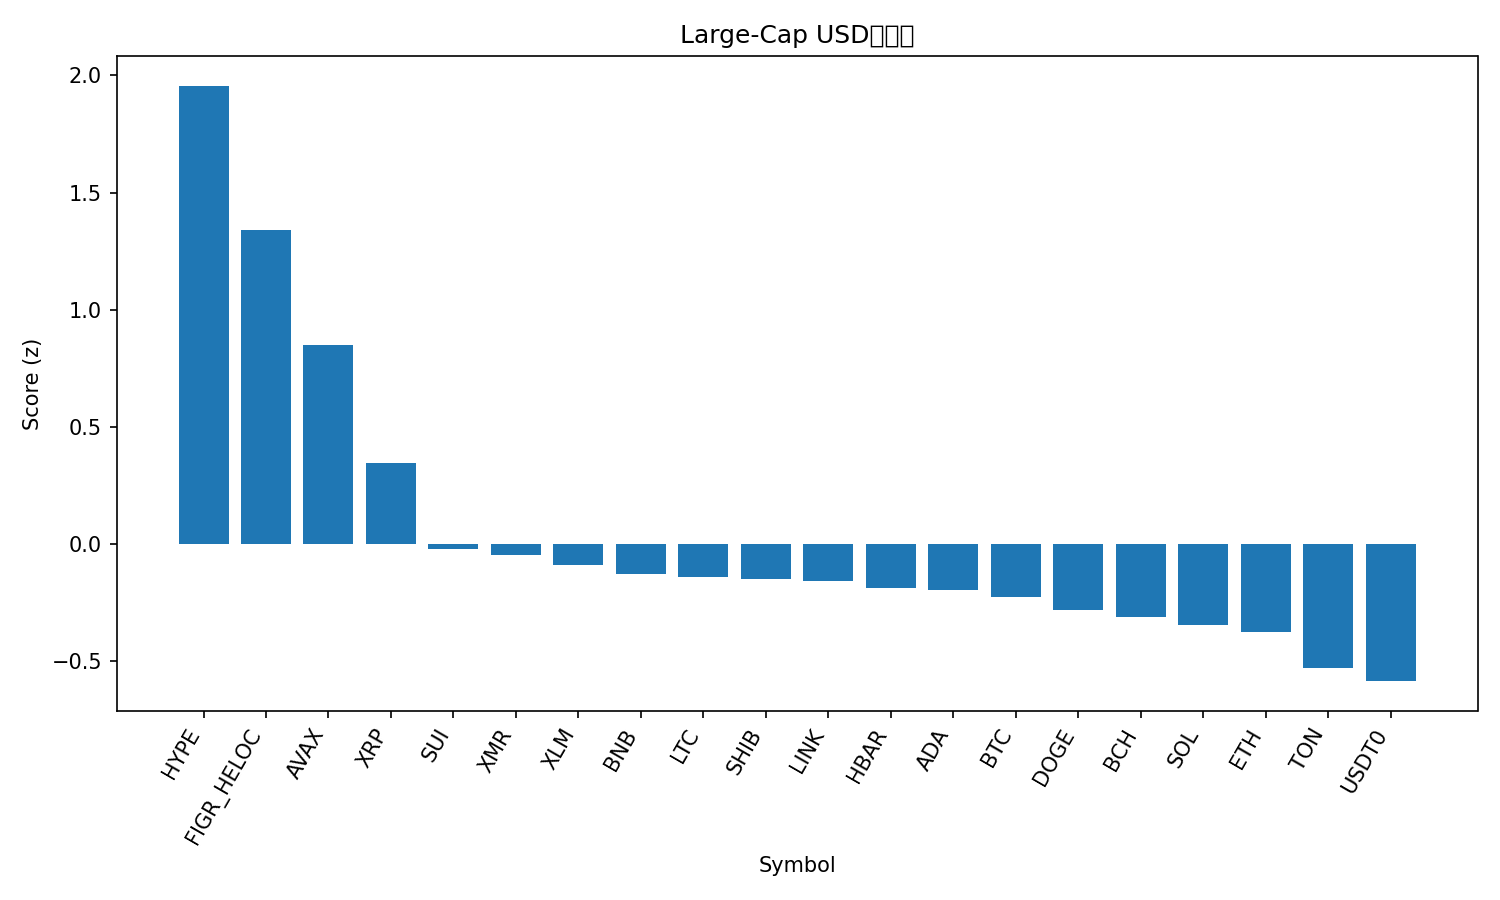 Large-Cap USD
2.0
1.5
1.0
0.5
0.0
−0.5
Score (z)
HYPE
FIGR_HELOC
AVAX
XRP
SUI
XMR
XLM
BNB
LTC
SHIB
LINK
HBAR
ADA
BTC
DOGE
BCH
SOL
ETH
TON
USDT0
Symbol